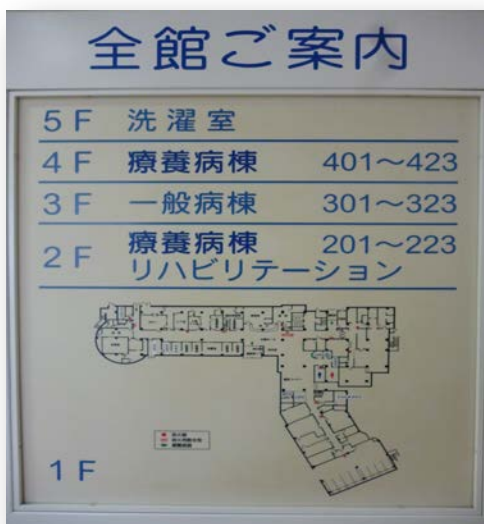 全館ご案内
5F 洗濯室
4F 療養病棟 401～423
3F 一般病棟 301～323
2F 療養病棟 201～223
リハビリテーション
1F